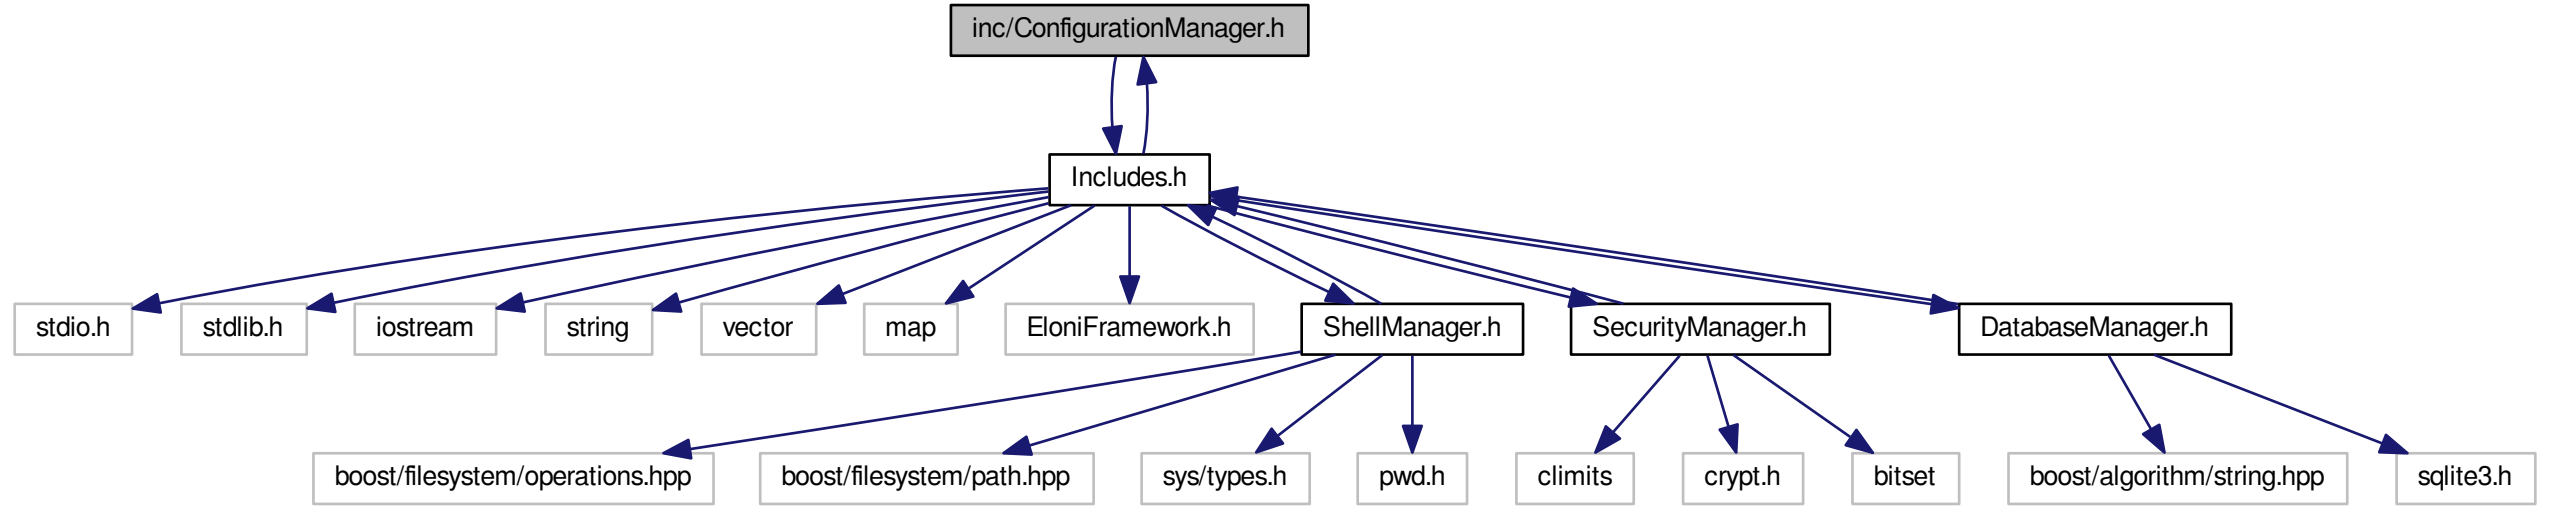 inc/ConfigurationManager.h
Includes.h
stdio.h
stdlib.h
iostream
string
vector
map
EloniFramework.h
ShellManager.h
SecurityManager.h
DatabaseManager.h
boost/filesystem/operations.hpp
boost/filesystem/path.hpp
sys/types.h
pwd.h
climits
crypt.h
bitset
boost/algorithm/string.hpp
sqlite3.h